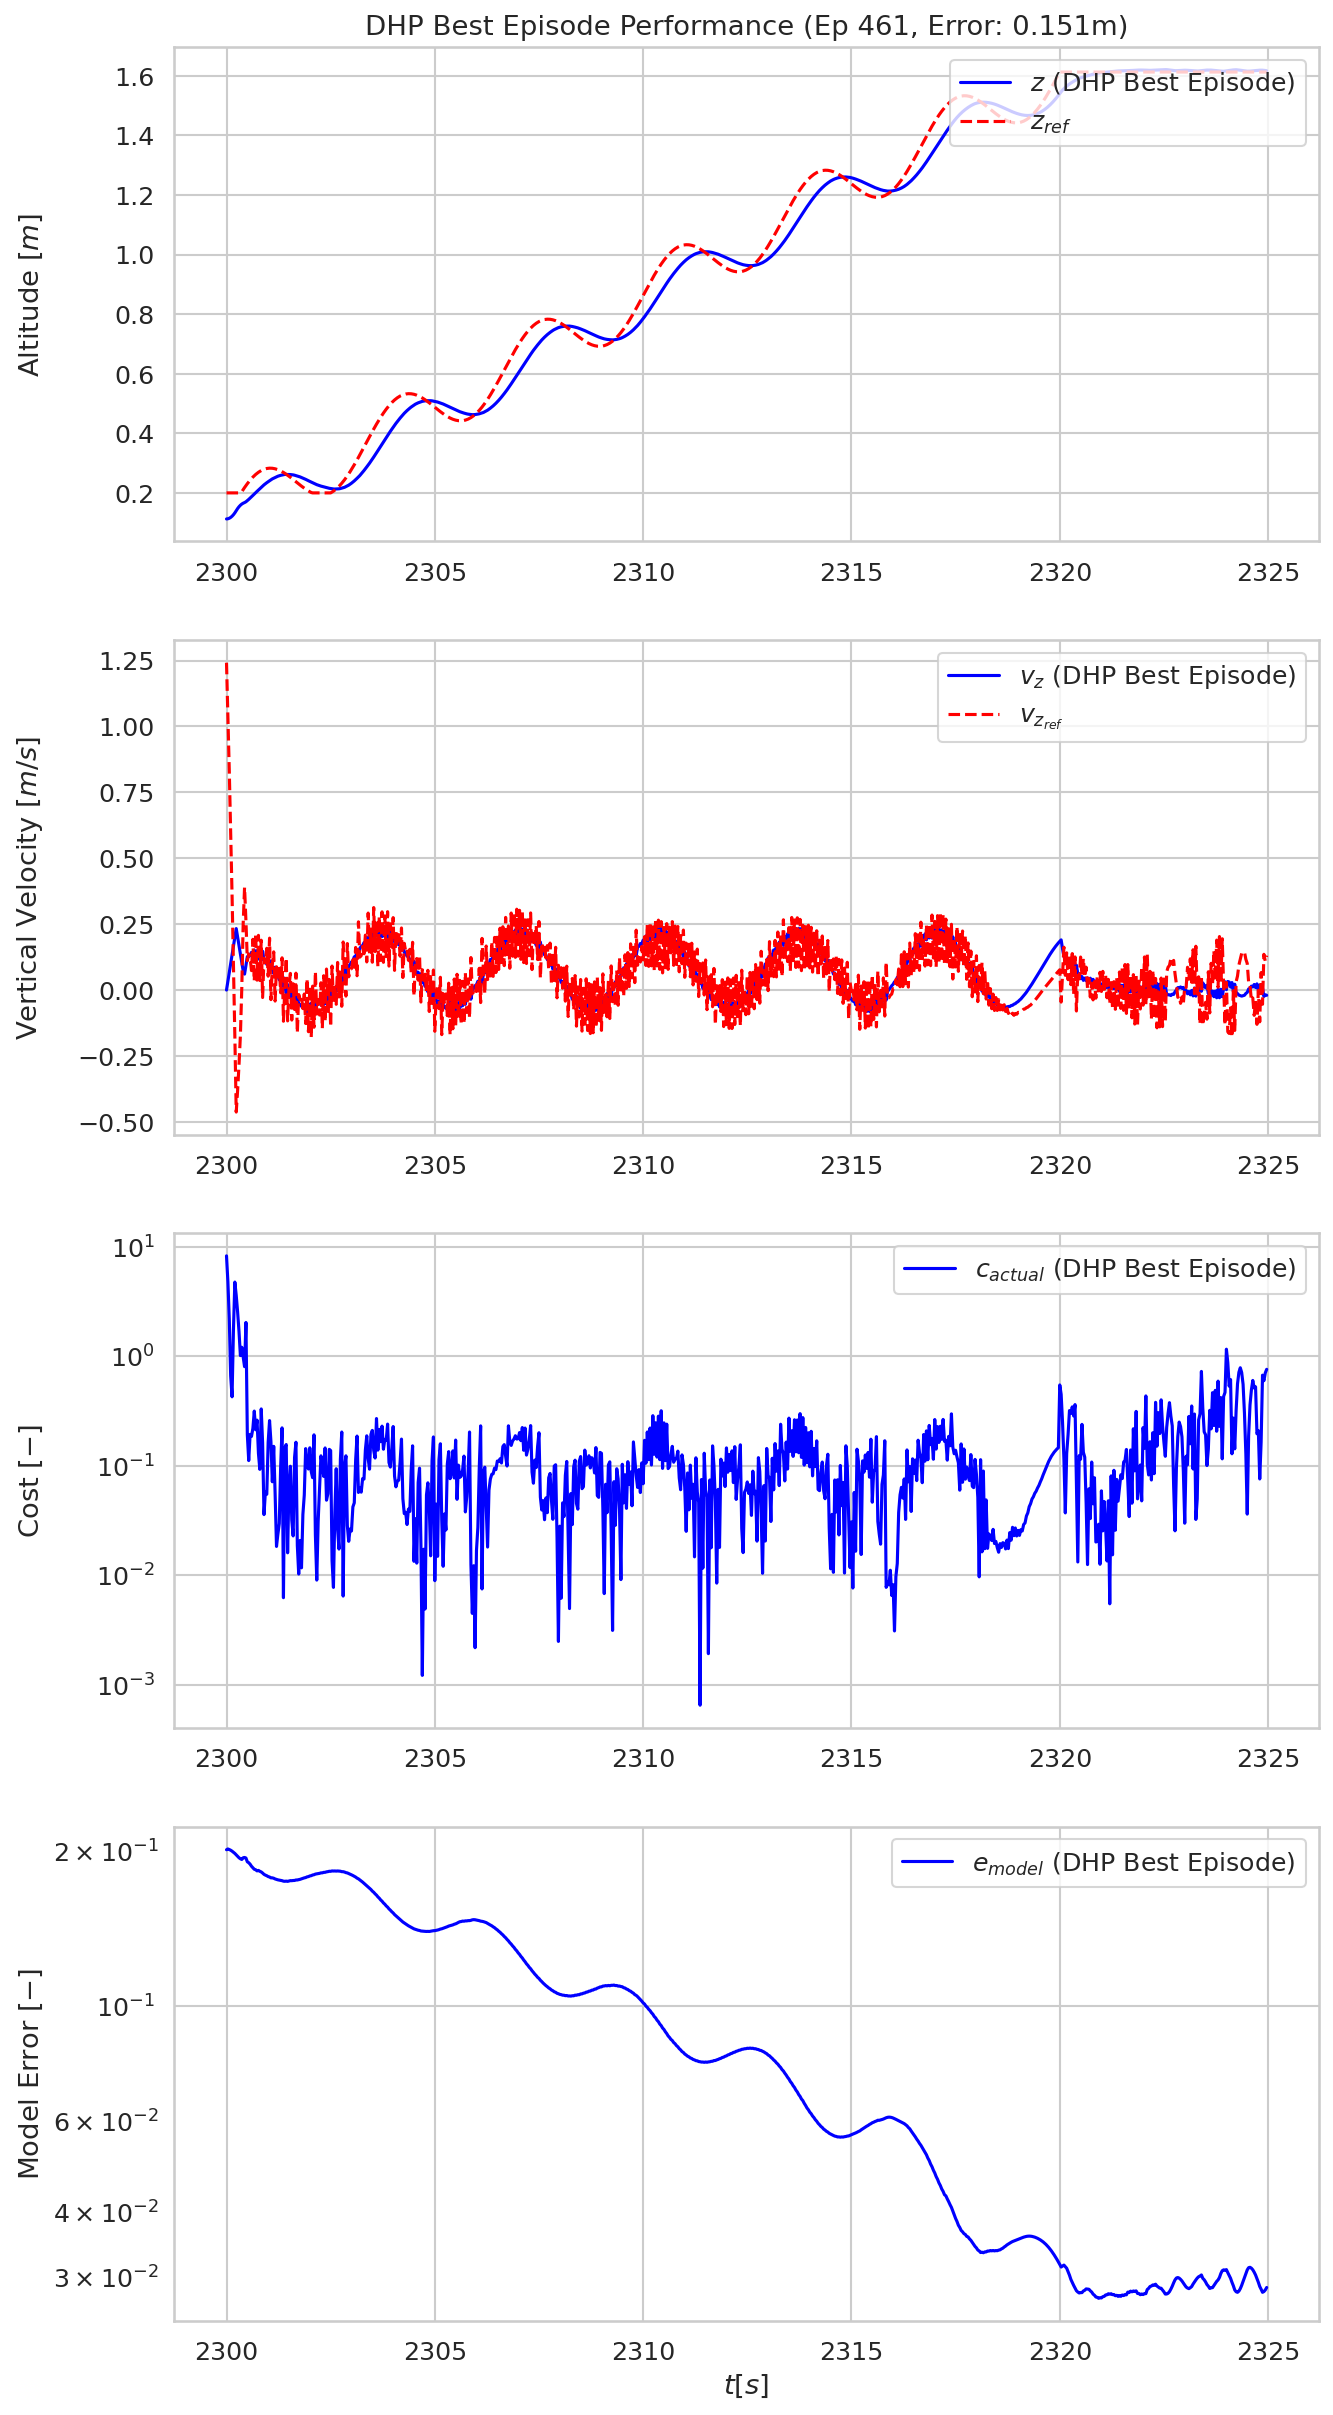 DHP Best Episode Performance (Ep 461, Error: 0.151m)
Altitude [m]
1.6
1.4
1.2
1.0
0.8
0.6
0.4
0.2
z (DHP Best Episode)
z_ref
2300 2305 2310 2315 2320 2325
Vertical Velocity [m/s]
1.25
1.00
0.75
0.50
0.25
0.00
−0.25
−0.50
v_z (DHP Best Episode)
v_{z_ref}
2300 2305 2310 2315 2320 2325
Cost [−]
10^1
10^0
10^{−1}
10^{−2}
10^{−3}
c_actual (DHP Best Episode)
2300 2305 2310 2315 2320 2325
Model Error [−]
2 × 10^{−1}
10^{−1}
6 × 10^{−2}
4 × 10^{−2}
3 × 10^{−2}
e_model (DHP Best Episode)
2300 2305 2310 2315 2320 2325
t[s]